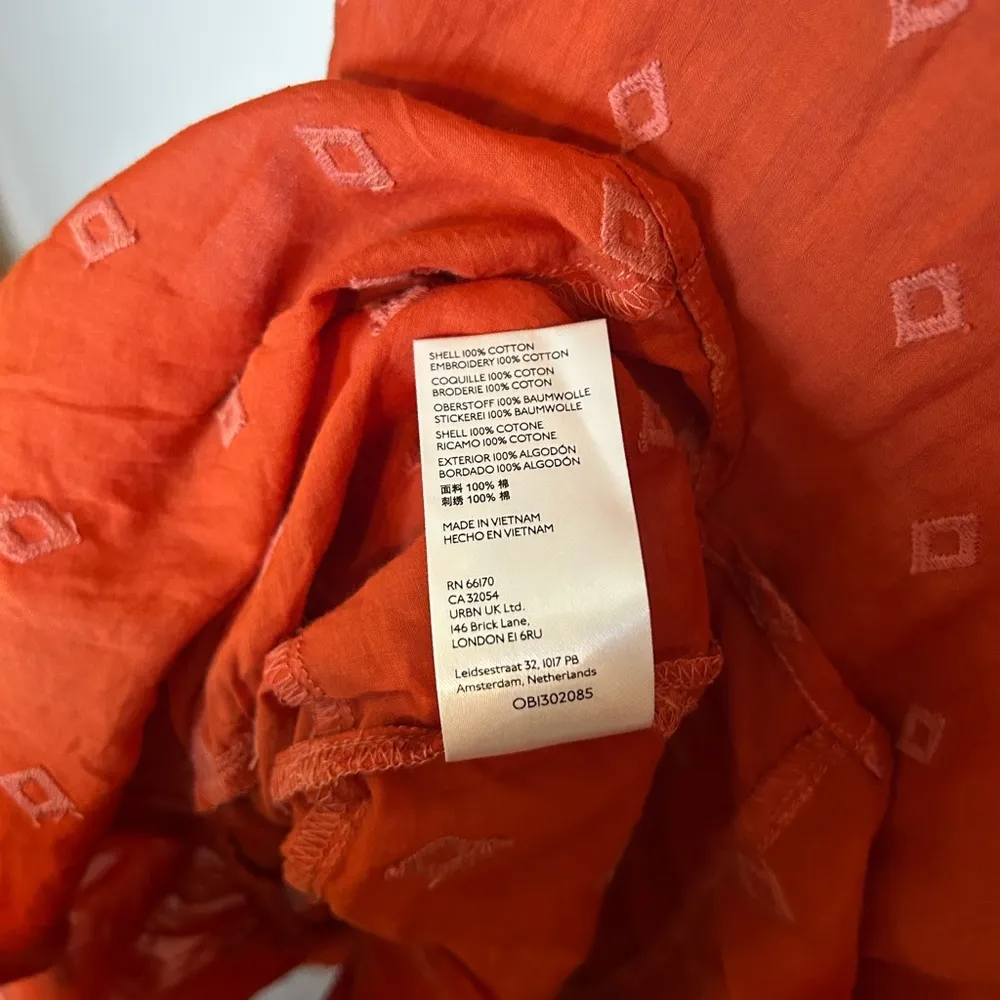 SHELL 100% COTTON
EMBROIDERY 100% COTTON
COQUILLE 100% COTON
BRODERIE 100% COTON
OBERSTOFF 100% BAUMWOLLE
STICKEREI 100% BAUMWOLLE
SHELL 100% COTONE
RICAMO 100% COTONE
EXTERIOR 100% ALGODÓN
BORDADO 100% ALGODÓN
面料 100% 棉
刺绣 100% 棉
MADE IN VIETNAM
HECHO EN VIETNAM
RN 66170
CA 32054
URBN UK Ltd.
146 Brick Lane,
LONDON E1 6RU
Leidsestraat 32, 1017 PB
Amsterdam, Netherlands
OB1302085